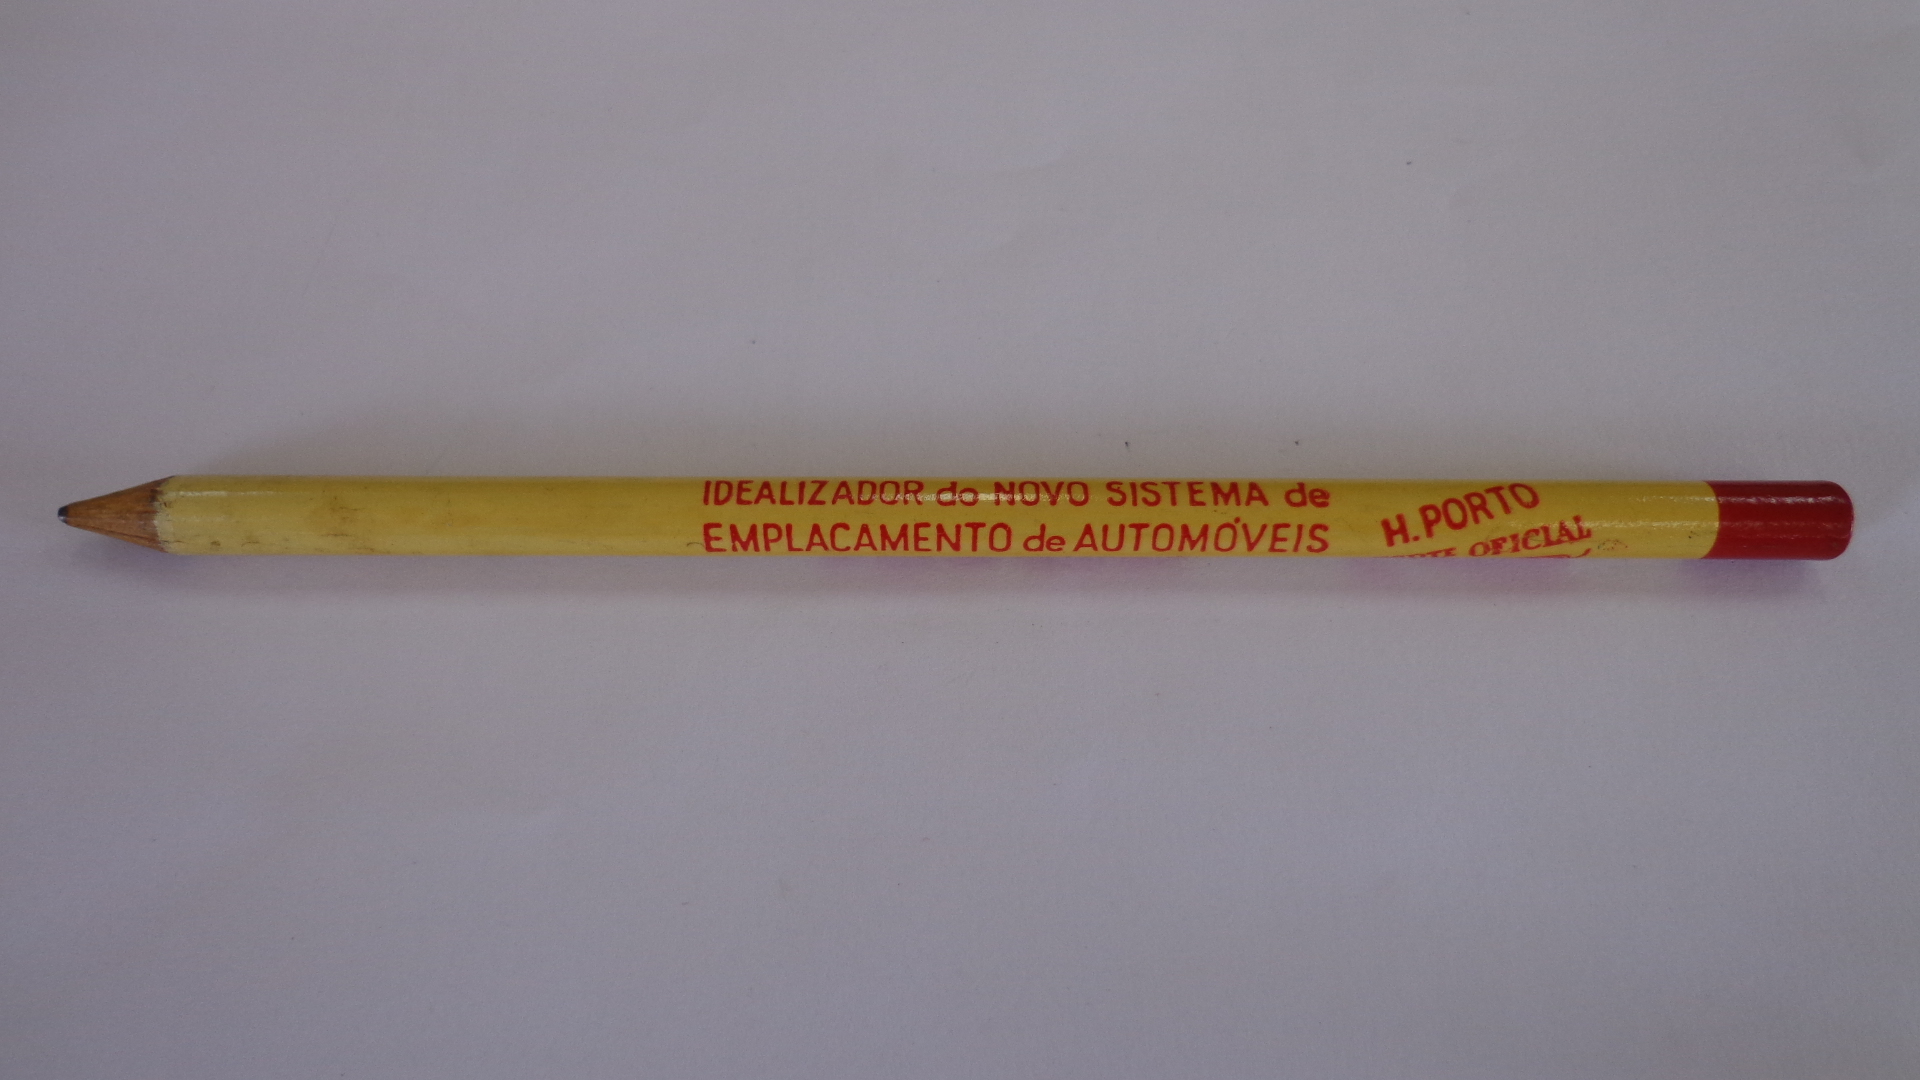 IDEALIZADOR do NOVO SISTEMA de
EMPLACAMENTO de AUTOMÓVEIS
H. PORTO
OFICIAL